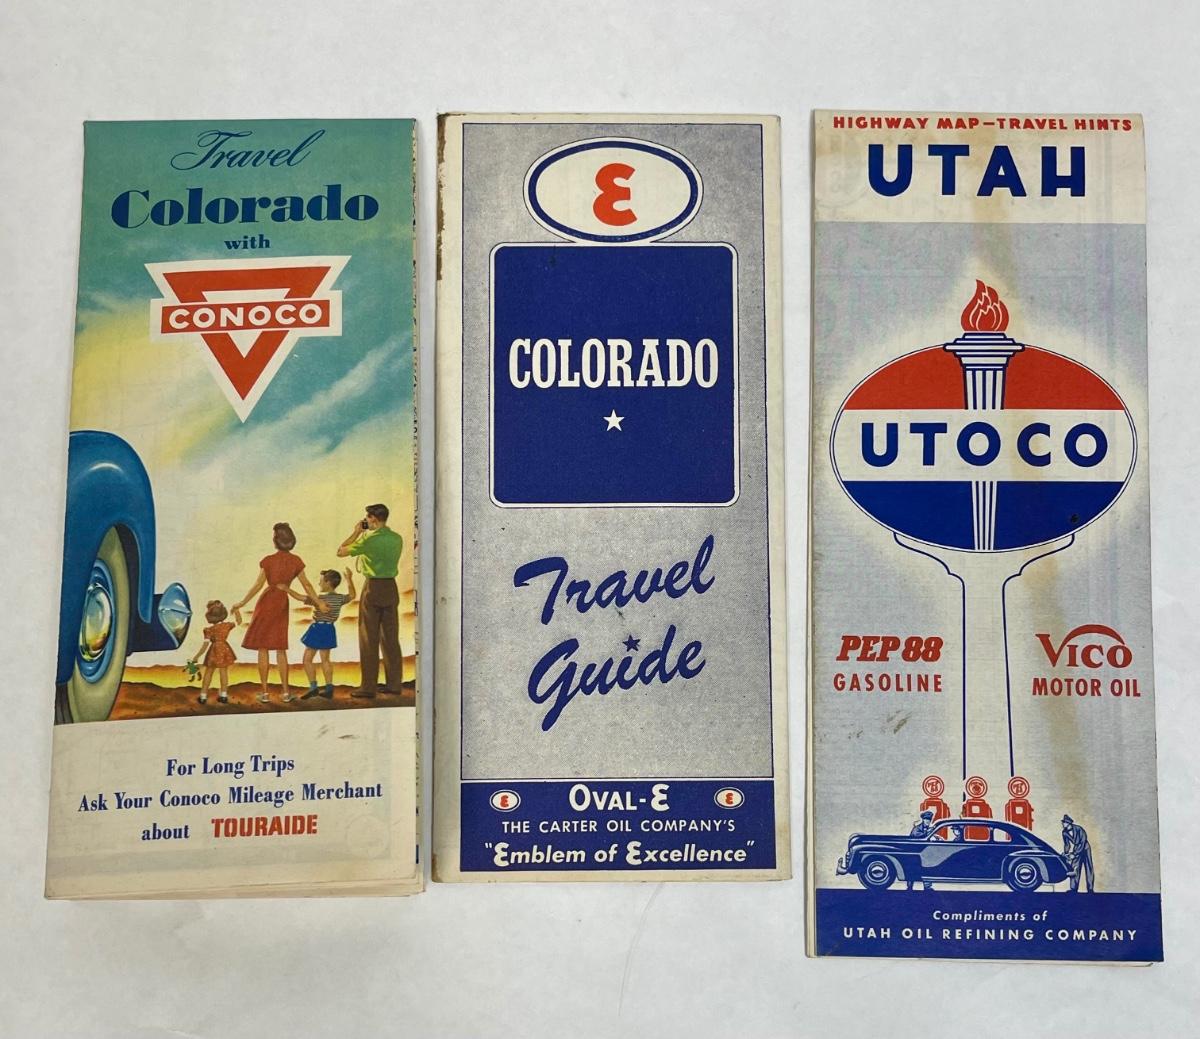 Travel
Colorado
with
CONOCO
For Long Trips
Ask Your Conoco Mileage Merchant
about TOURAIDE
Ɛ
COLORADO
Travel
Guide
Ɛ OVAL-Ɛ Ɛ
THE CARTER OIL COMPANY'S
"Ɛmblem of Ɛxcellence"
HIGHWAY MAP—TRAVEL HINTS
UTAH
UTOCO
PEP 88
GASOLINE
VICO
MOTOR OIL
Compliments of
UTAH OIL REFINING COMPANY